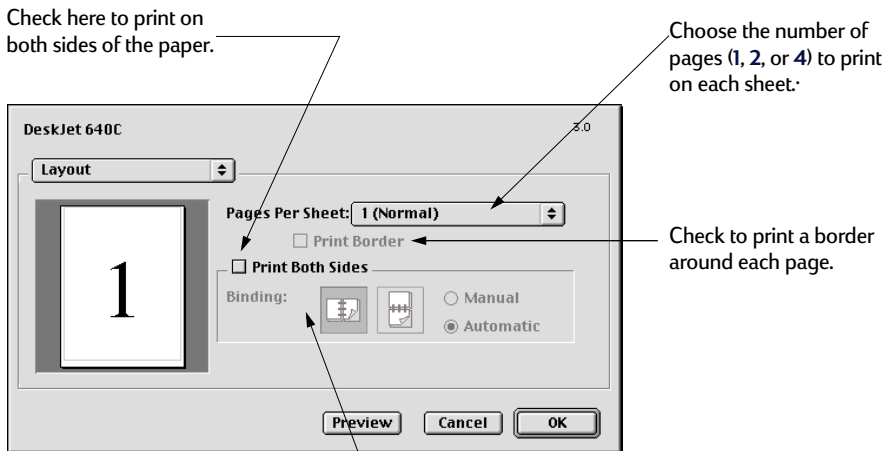 Check here to print on
both sides of the paper.
Choose the number of
pages (1, 2, or 4) to print
on each sheet.
DeskJet 640C
3.0
Layout
Pages Per Sheet: 1 (Normal)
Print Border
Check to print a border
around each page.
Print Both Sides
Binding:
Manual
Automatic
1
Preview
Cancel
OK